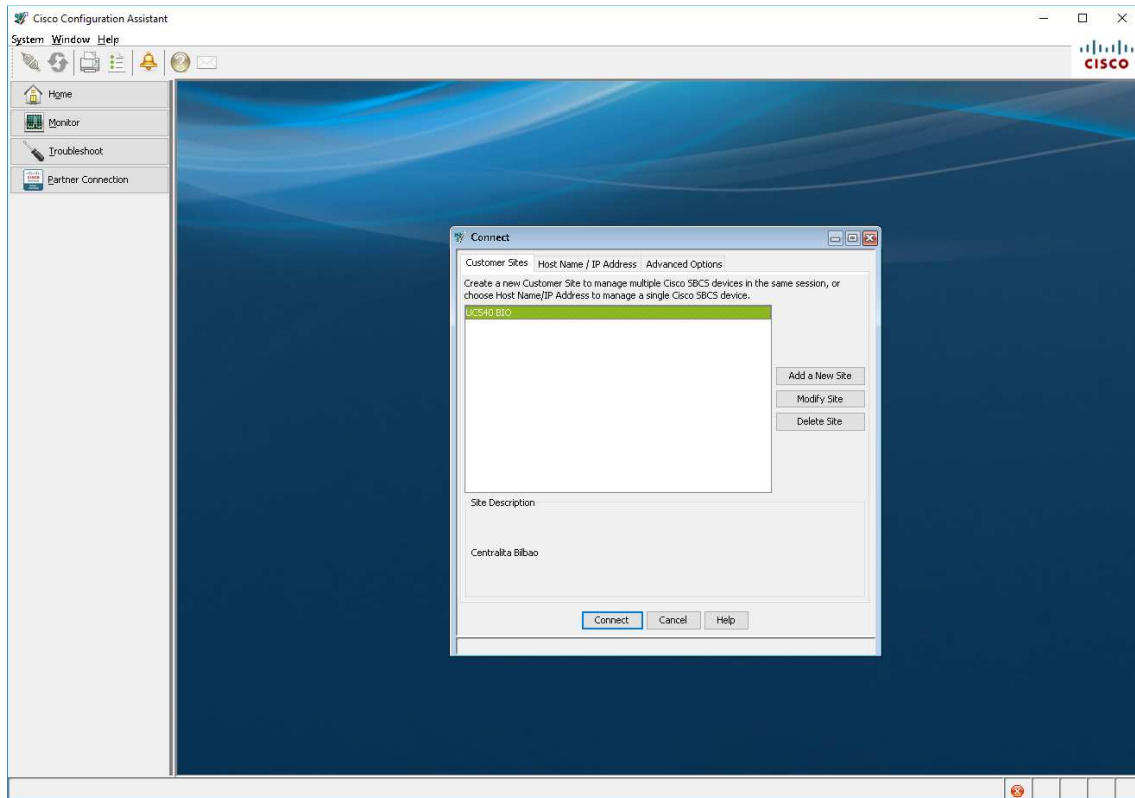 Cisco Configuration Assistant
System Window Help
CISCO
Home
Monitor
Troubleshoot
Partner Connection
Connect
Customer Sites Host Name / IP Address Advanced Options
Create a new Customer Site to manage multiple Cisco SBCS devices in the same session, or
choose Host Name/IP Address to manage a single Cisco SBCS device.
UC540 BIO
Add a New Site
Modify Site
Delete Site
Site Description
Centralita Bilbao
Connect Cancel Help